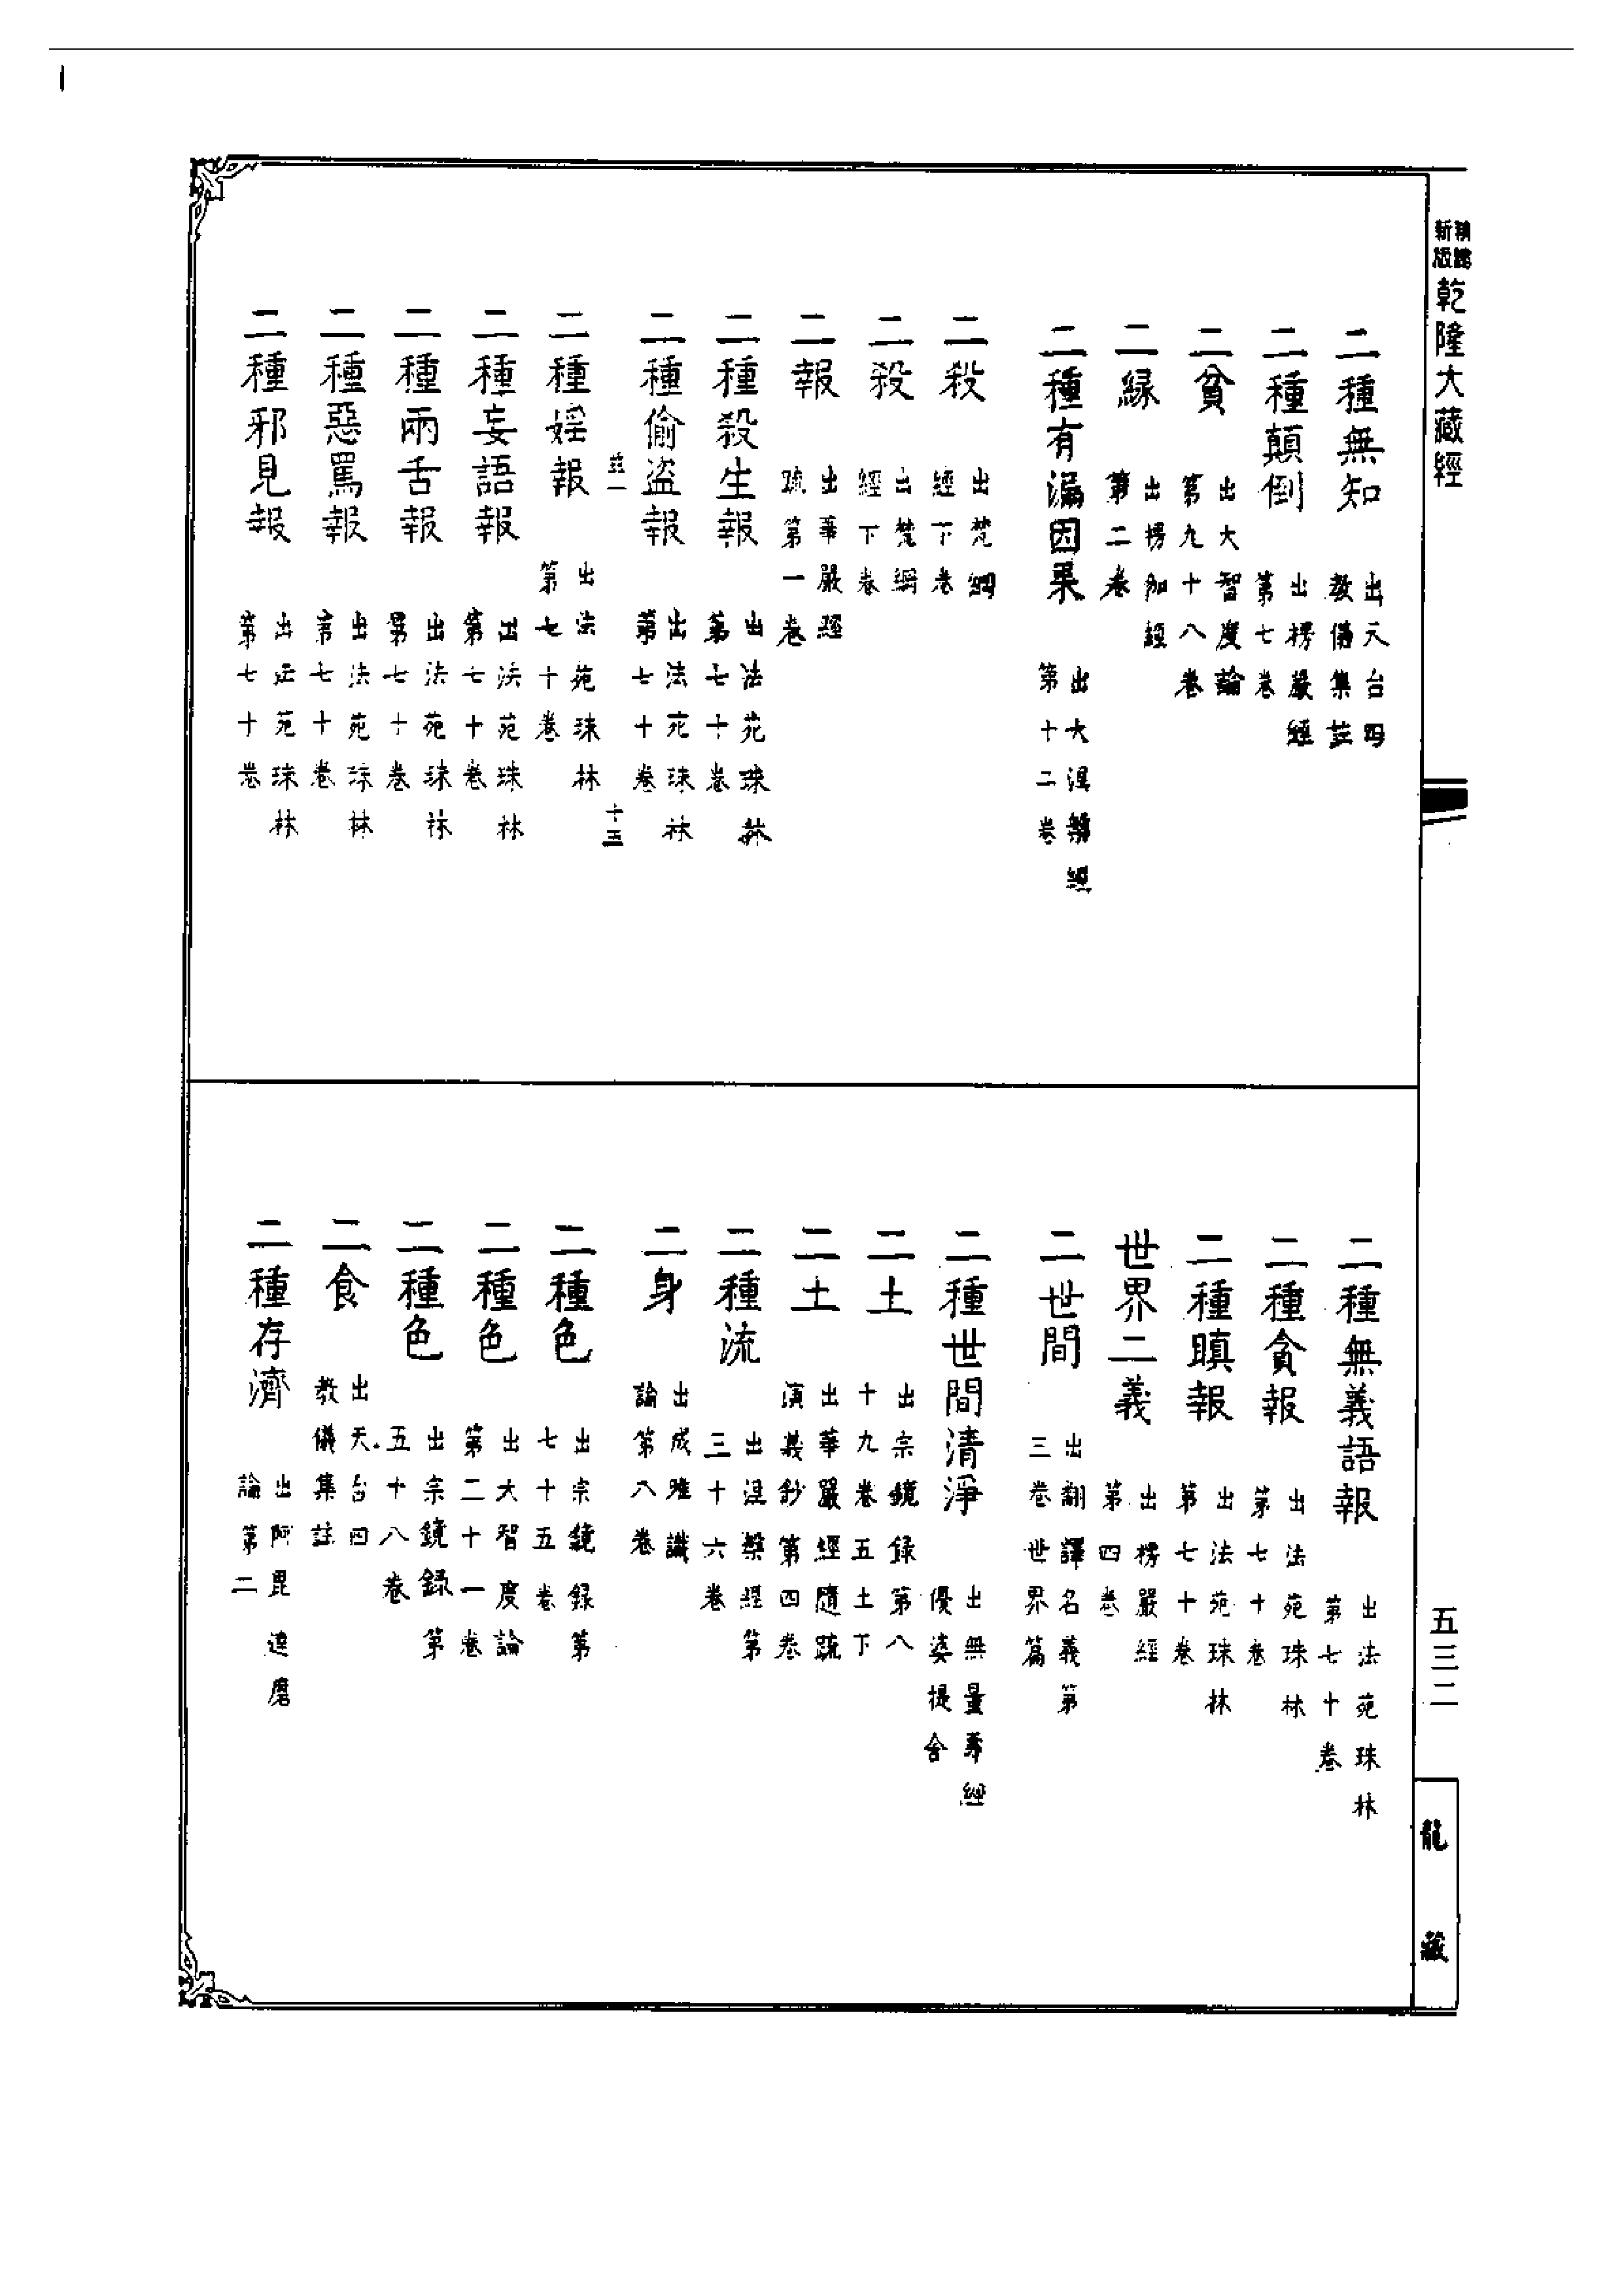 新版 精縮 乾隆大藏經
二種無知 出天台四教儀集註
二種顛倒 出楞嚴經第七卷
二貧 出大智度論第九十八卷
二縁 出楞伽經第二卷
二種有漏因果 出大涅槃經第十二卷
二殺 出梵網經下卷
二殺 出梵網經下卷
二報 出華嚴經疏第一卷
二種殺生報 出法苑珠林第七十卷
二種偷盜報 出法苑珠林第七十卷
十五
二種婬報 出法苑珠林第七十卷
二種妄語報 出法苑珠林第七十卷
二種兩舌報 出法苑珠林第七十卷
二種惡罵報 出法苑珠林第七十卷
二種邪見報 出法苑珠林第七十卷
二種無義語報 出法苑珠林第七十卷
二種貪報 出法苑珠林第七十卷
二種瞋報 出法苑珠林第七十卷
世界二義 出楞嚴經第四卷
二世間 出翻譯名義第三卷世界篇
二種世間清淨 出無量壽經優婆提舍
二土 出宗鏡録第八十九卷五土下
二土 出華嚴經隨疏演義鈔第四卷
二種流 出涅槃經第三十六卷
二身 出成唯識論第八卷
二種色 出宗鏡録第七十五卷
二種色 出大智度論第二十一卷
二種色 出宗鏡録第五十八卷
二食 出天台四教儀集註
二種存濟 出阿毘達磨論第二
五三二
龍藏